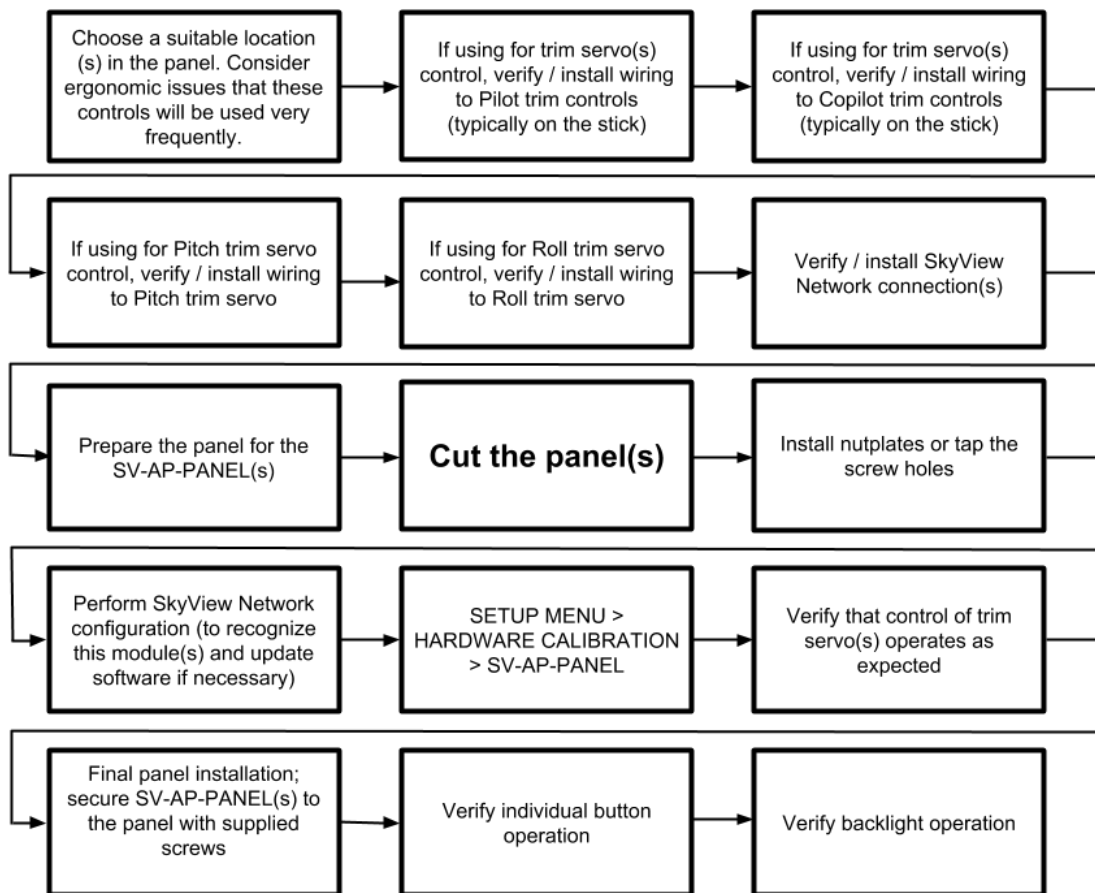 Choose a suitable location
(s) in the panel. Consider
ergonomic issues that these
controls will be used very
frequently.
If using for trim servo(s)
control, verify / install wiring
to Pilot trim controls
(typically on the stick)
If using for trim servo(s)
control, verify / install wiring
to Copilot trim controls
(typically on the stick)
If using for Pitch trim servo
control, verify / install wiring
to Pitch trim servo
If using for Roll trim servo
control, verify / install wiring
to Roll trim servo
Verify / install SkyView
Network connection(s)
Prepare the panel for the
SV-AP-PANEL(s)
Cut the panel(s)
Install nutplates or tap the
screw holes
Perform SkyView Network
configuration (to recognize
this module(s) and update
software if necessary)
SETUP MENU >
HARDWARE CALIBRATION
> SV-AP-PANEL
Verify that control of trim
servo(s) operates as
expected
Final panel installation;
secure SV-AP-PANEL(s) to
the panel with supplied
screws
Verify individual button
operation
Verify backlight operation